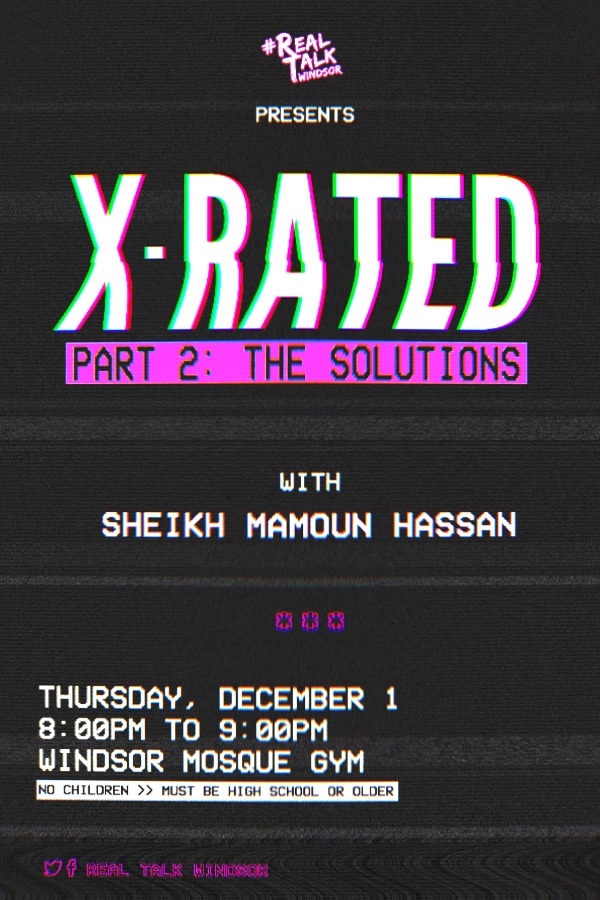 #REAL
TALK
WINDSOR
PRESENTS
X-RATED
PART 2: THE SOLUTIONS
WITH
SHEIKH MAMOUN HASSAN
***
THURSDAY, DECEMBER 1
8:00PM TO 9:00PM
WINDSOR MOSQUE GYM
NO CHILDREN >> MUST BE HIGH SCHOOL OR OLDER
REAL TALK WINDSOR